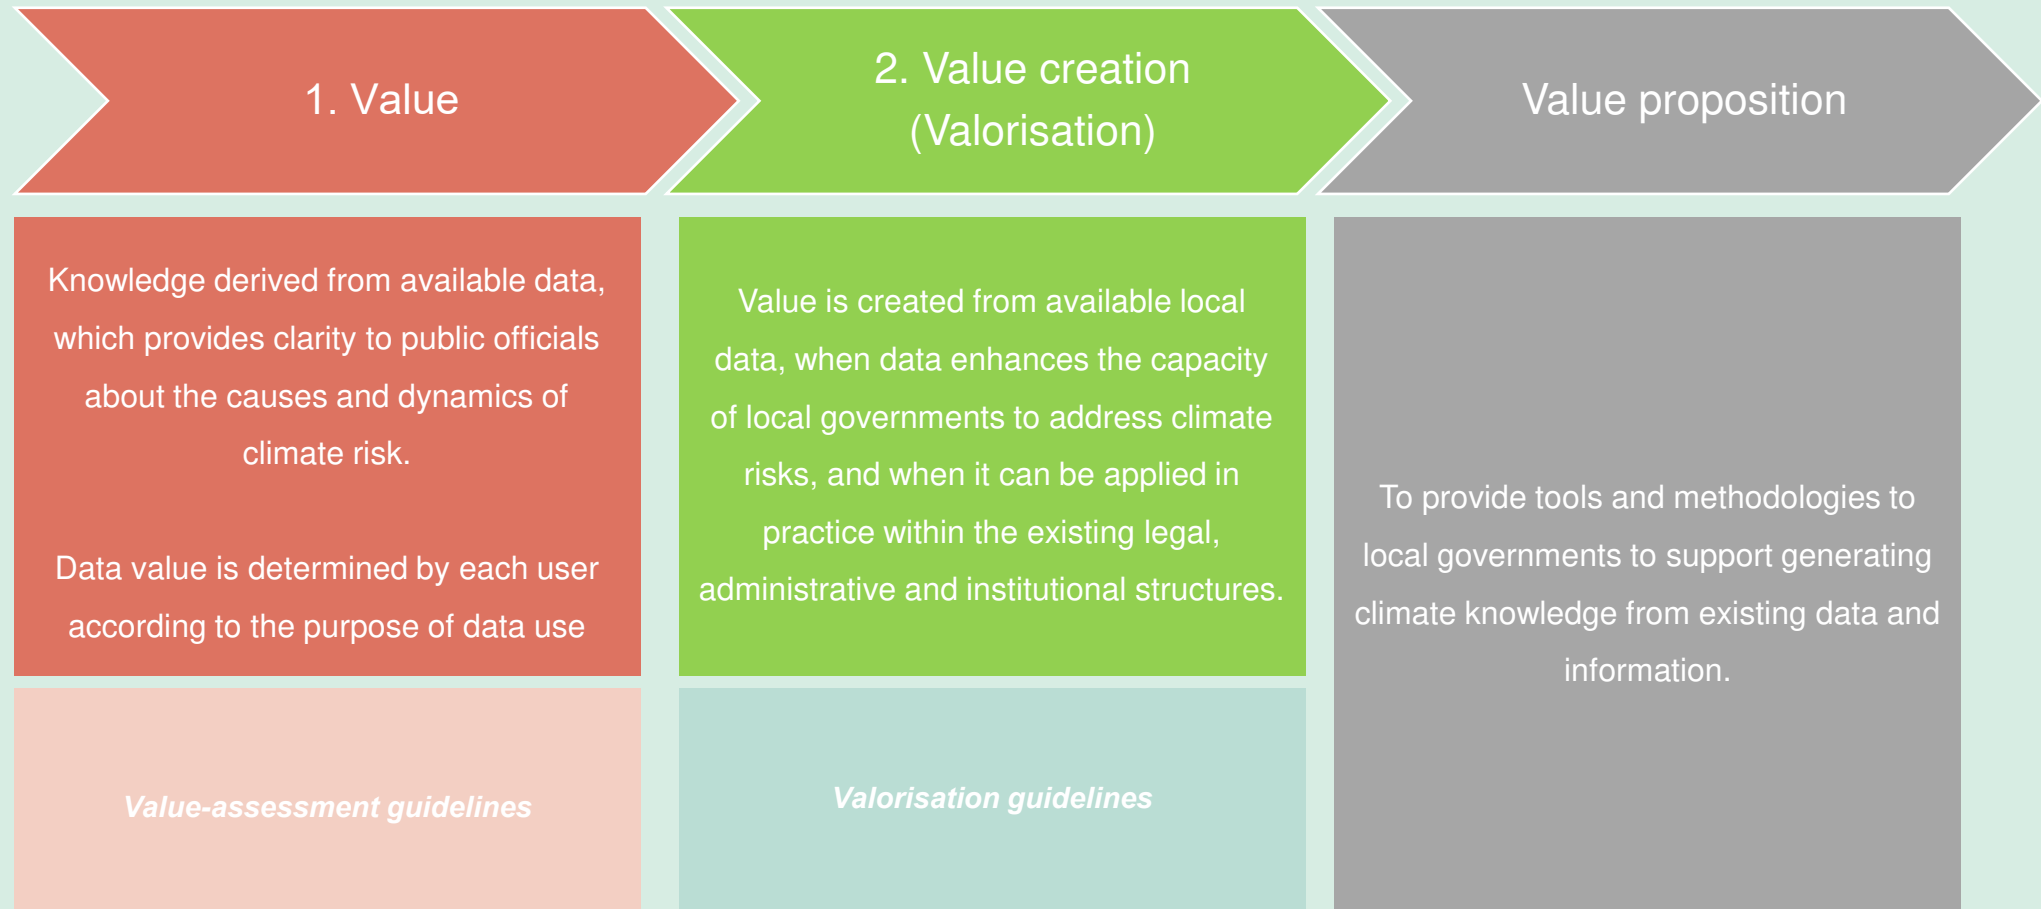 1. Value
2. Value creation
(Valorisation)
Value proposition
Knowledge derived from available data,
which provides clarity to public officials
about the causes and dynamics of
climate risk.
Data value is determined by each user
according to the purpose of data use
Value-assessment guidelines
Value is created from available local
data, when data enhances the capacity
of local governments to address climate
risks, and when it can be applied in
practice within the existing legal,
administrative and institutional structures.
Valorisation guidelines
To provide tools and methodologies to
local governments to support generating
climate knowledge from existing data and
information.